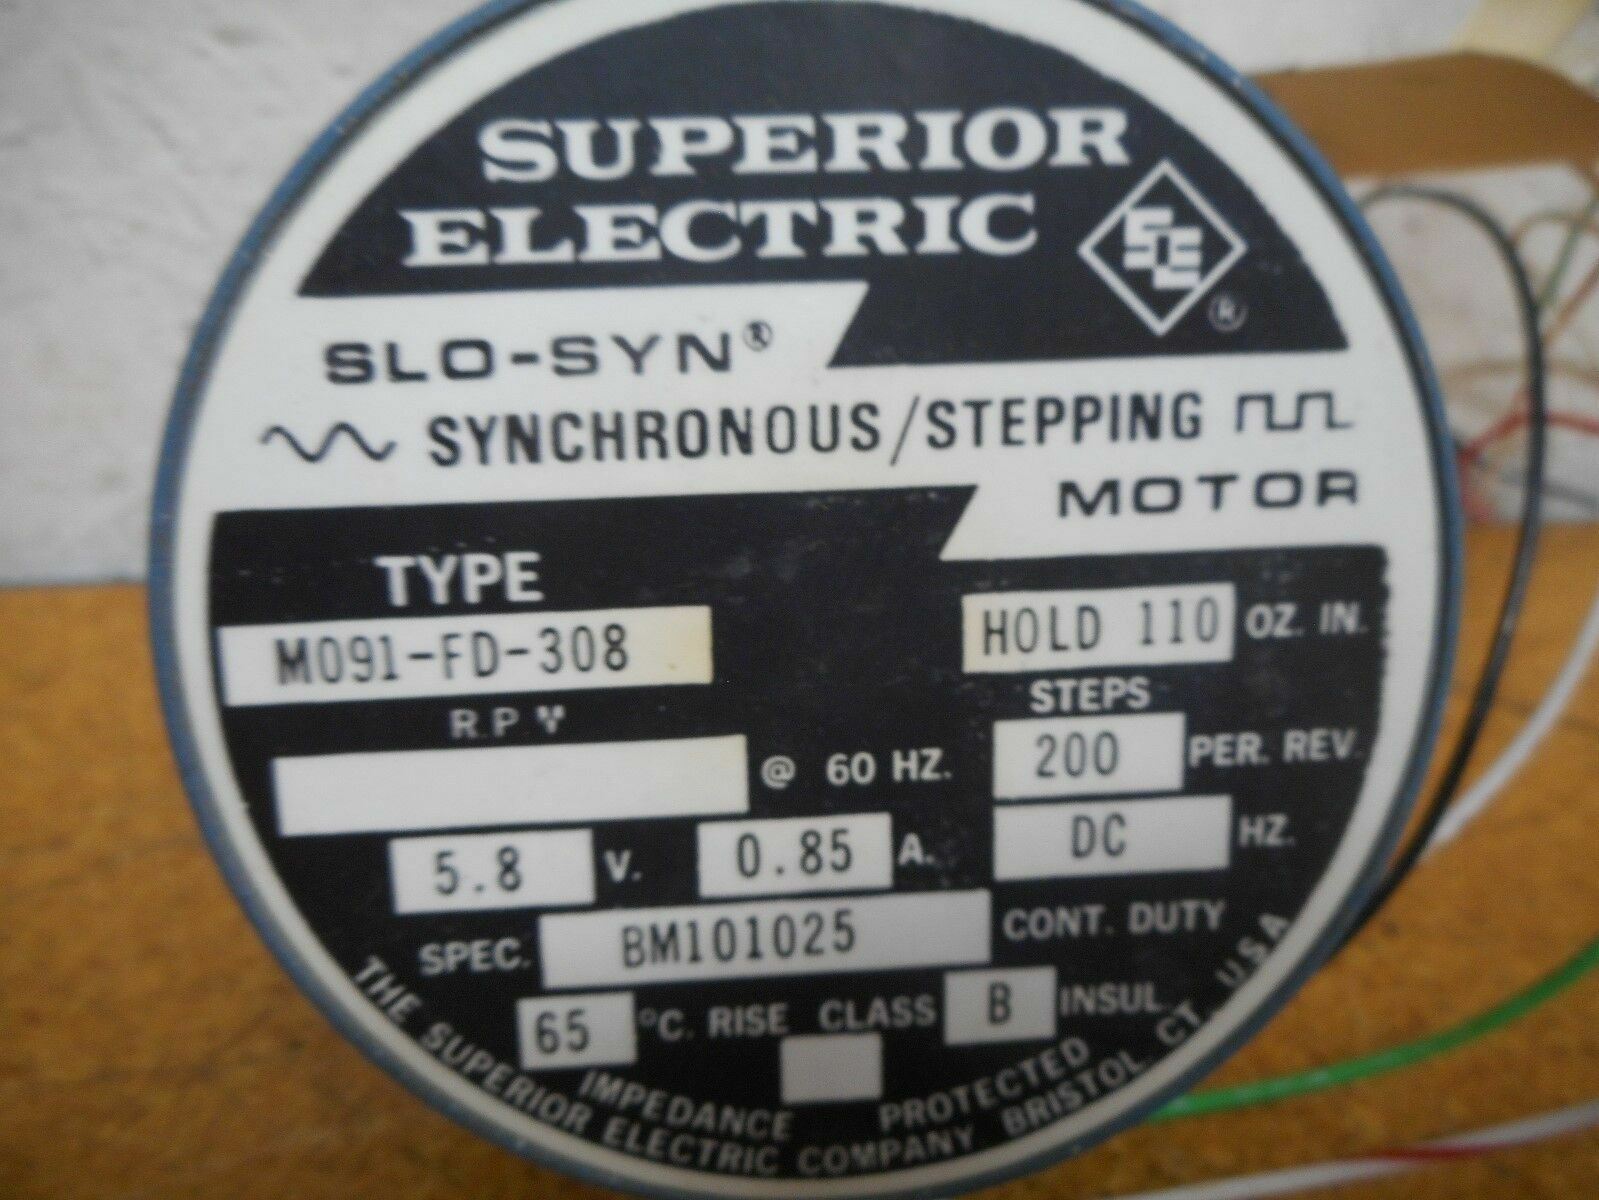 SUPERIOR
ELECTRIC
SLO-SYN®
SYNCHRONOUS/STEPPING
MOTOR
TYPE
M091-FD-308
HOLD 110 OZ. IN.
R.P.M
@ 60 HZ.
STEPS
200 PER. REV.
5.8 V. 0.85 A. DC HZ.
SPEC. BM101025 CONT. DUTY
65 °C. RISE CLASS B INSUL.
IMPEDANCE PROTECTED
THE SUPERIOR ELECTRIC COMPANY BRISTOL, CT. USA